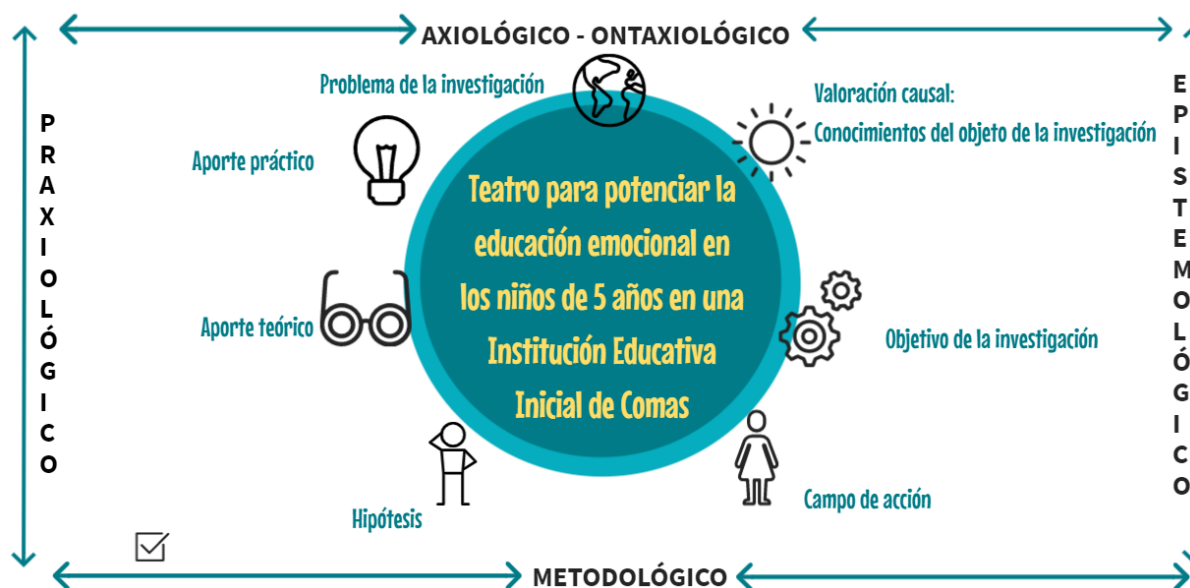 AXIOLÓGICO - ONTAXIOLÓGICO
Problema de la investigación
Valoración causal:
Conocimientos del objeto de la investigación
Aporte práctico
Teatro para potenciar la
educación emocional en
los niños de 5 años en una
Institución Educativa
Inicial de Comas
Aporte teórico
Objetivo de la investigación
Hipótesis
Campo de acción
PRAXIOLÓGICO
EPISTEMOLÓGICO
METODOLÓGICO